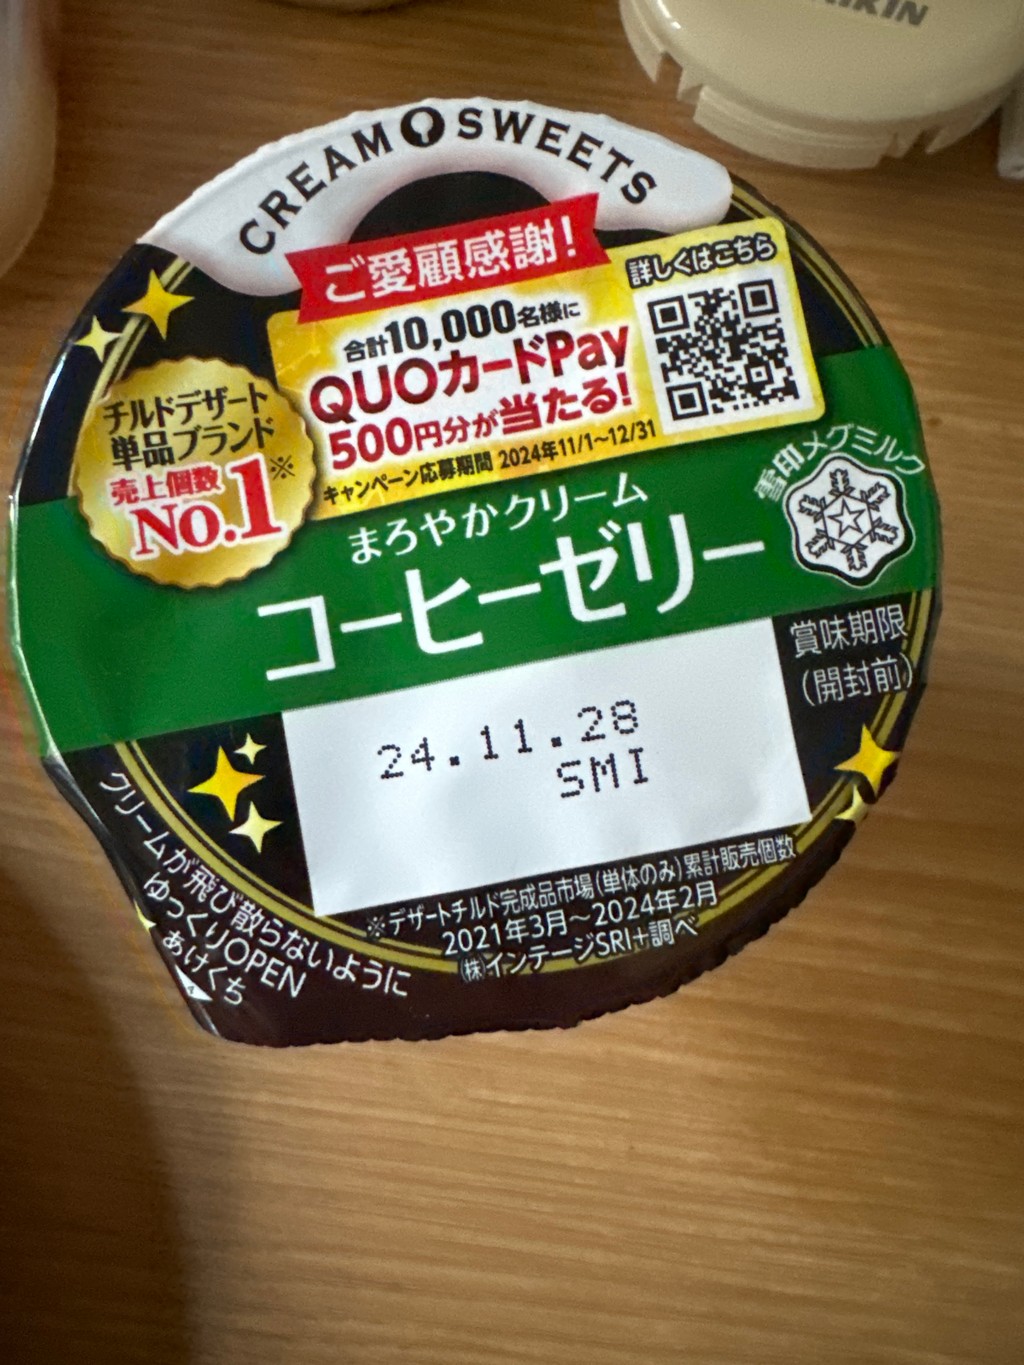 CREAM SWEETS
ご愛顧感謝!
詳しくはこちら
合計10,000名様に
QUOカードPay
500円分が当たる!
キャンペーン応募期間 2024年11/1~12/31
チルドデザート
単品ブランド
売上個数
No.1※
雪印メグミルク
まろやかクリーム
コーヒーゼリー
賞味期限
(開封前)
24.11.28
SMI
※デザートチルド完成品市場(単体のみ)累計販売個数
2021年3月~2024年2月
(株)インテージSRI+調べ
クリームが飛び散らないように
ゆっくりOPEN
あけくち